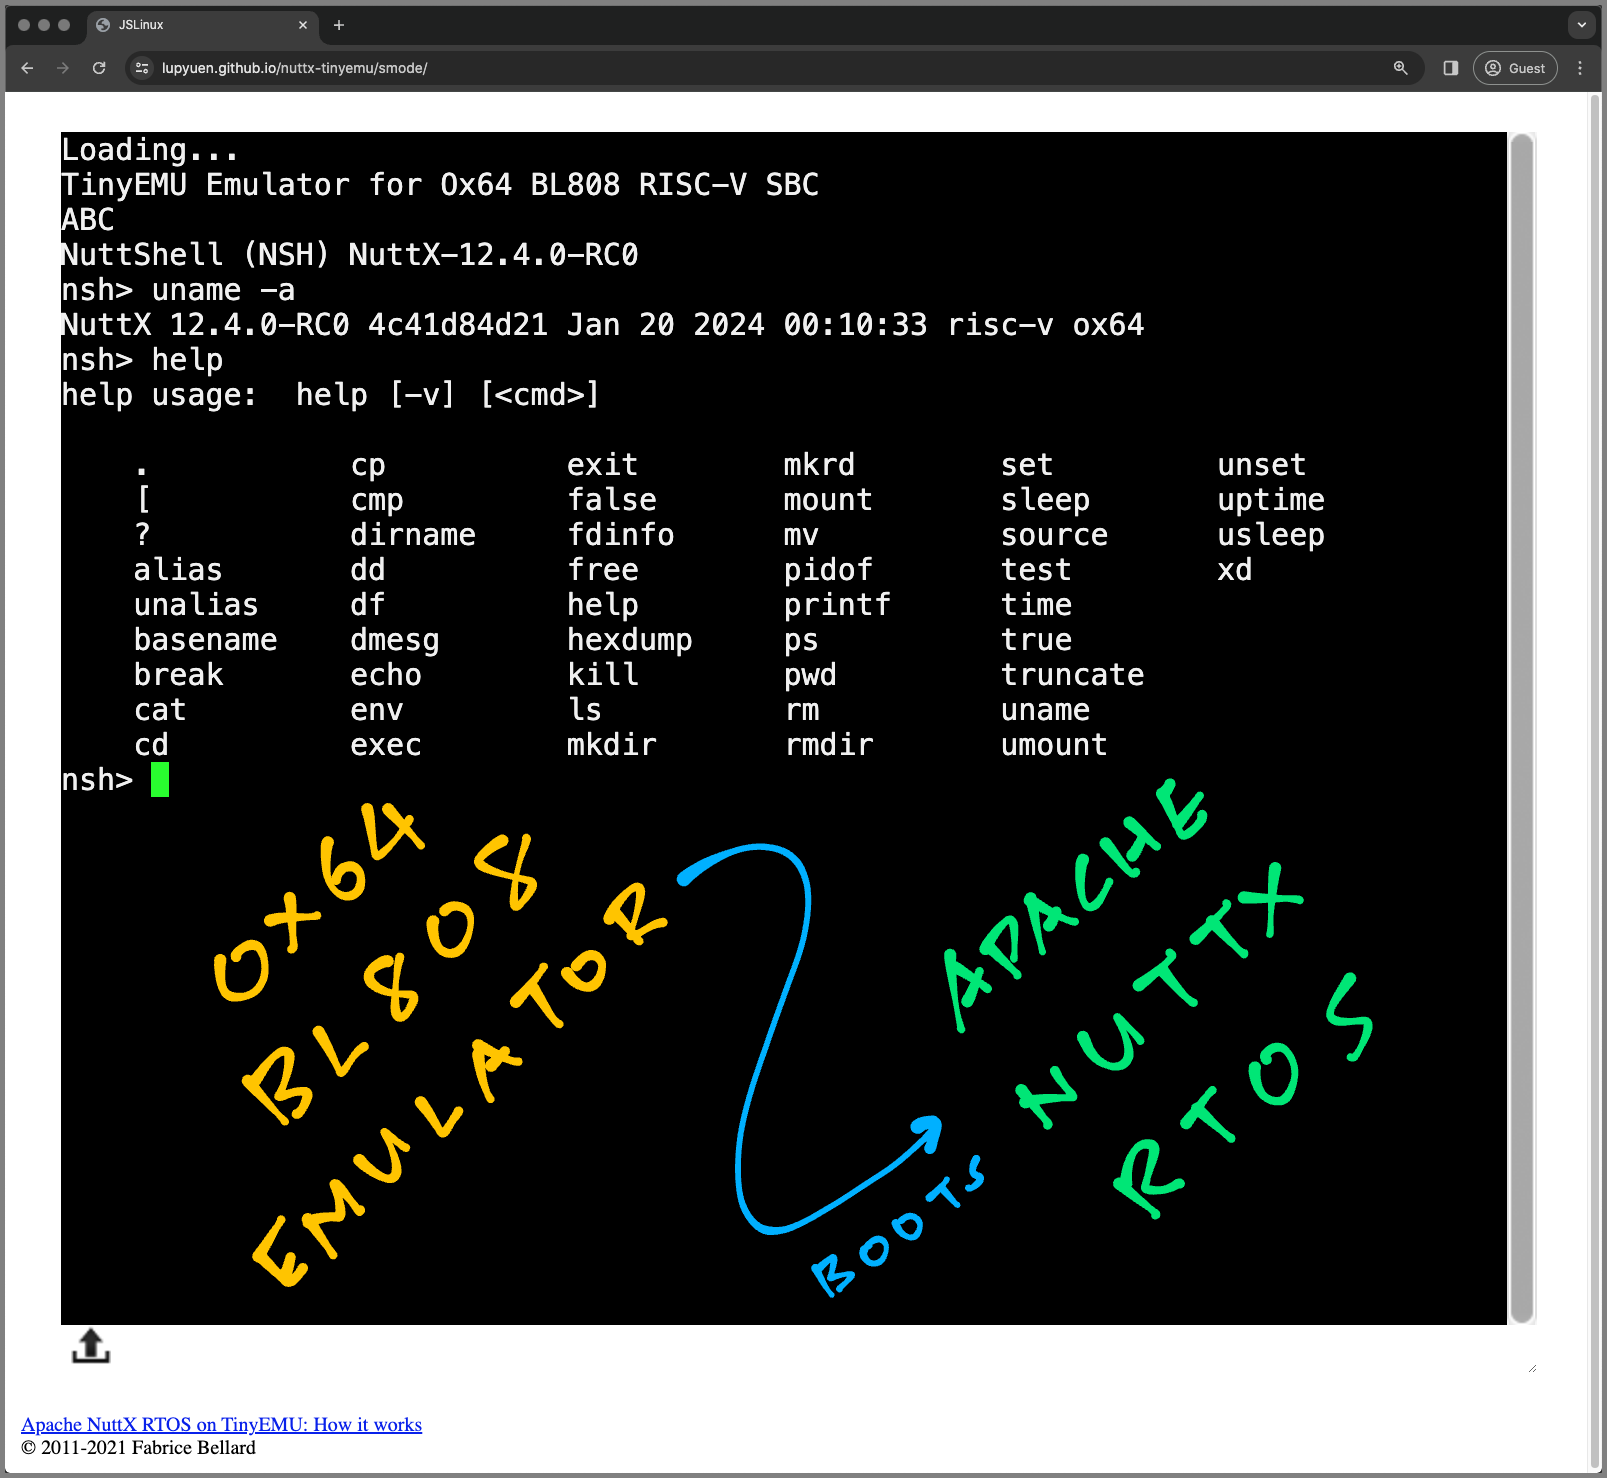 JSLinux
lupyuen.github.io/nuttx-tinyemu/smode/
Guest
Loading...
TinyEMU Emulator for Ox64 BL808 RISC-V SBC
ABC
NuttShell (NSH) NuttX-12.4.0-RC0
nsh> uname -a
NuttX 12.4.0-RC0 4c41d84d21 Jan 20 2024 00:10:33 risc-v ox64
nsh> help
help usage:  help [-v] [<cmd>]
. cp exit mkrd set unset
[ cmp false mount sleep uptime
? dirname fdinfo mv source usleep
alias dd free pidof test xd
unalias df help printf time
basename dmesg hexdump ps true
break echo kill pwd truncate
cat env ls rm uname
cd exec mkdir rmdir umount
nsh>
OX64
BL808
EMULATOR
BOOTS
APACHE
NUTTX
RTOS
Apache NuttX RTOS on TinyEMU: How it works
© 2011-2021 Fabrice Bellard